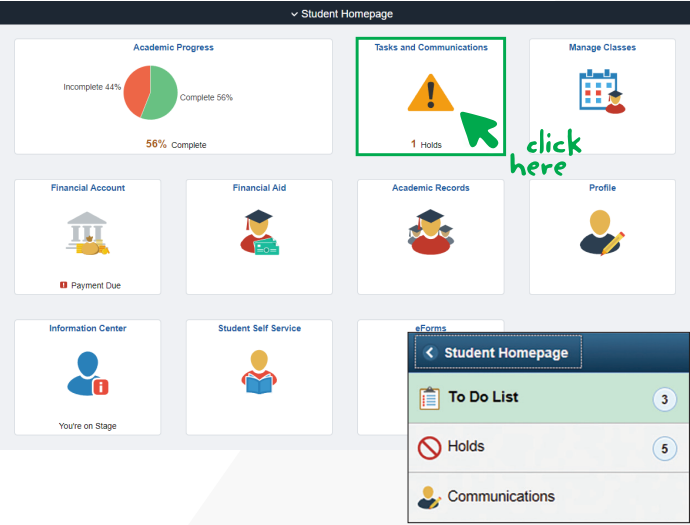 Student Homepage
Academic Progress
Incomplete 44%
Complete 56%
56% Complete
Tasks and Communications
1 Holds
click
here
Manage Classes
Financial Account
Payment Due
Financial Aid
Academic Records
Profile
Information Center
You're on Stage
Student Self Service
eForms
Student Homepage
To Do List 3
Holds 5
Communications